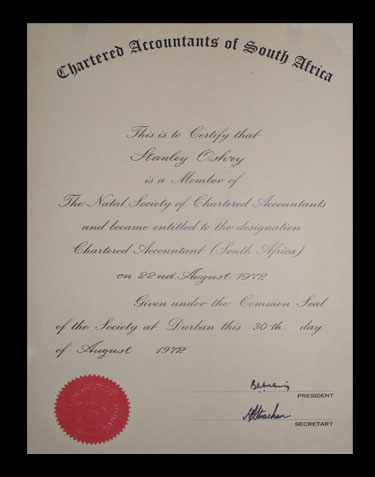 Chartered Accountants of South Africa
This is to Certify that
Stanley Oshry
is a Member of
The Natal Society of Chartered Accountants
and became entitled to the designation
Chartered Accountant (South Africa)
on 22nd August 1972
Given under the Common Seal
of the Society at Durban this 30th day
of August 1972
PRESIDENT
SECRETARY